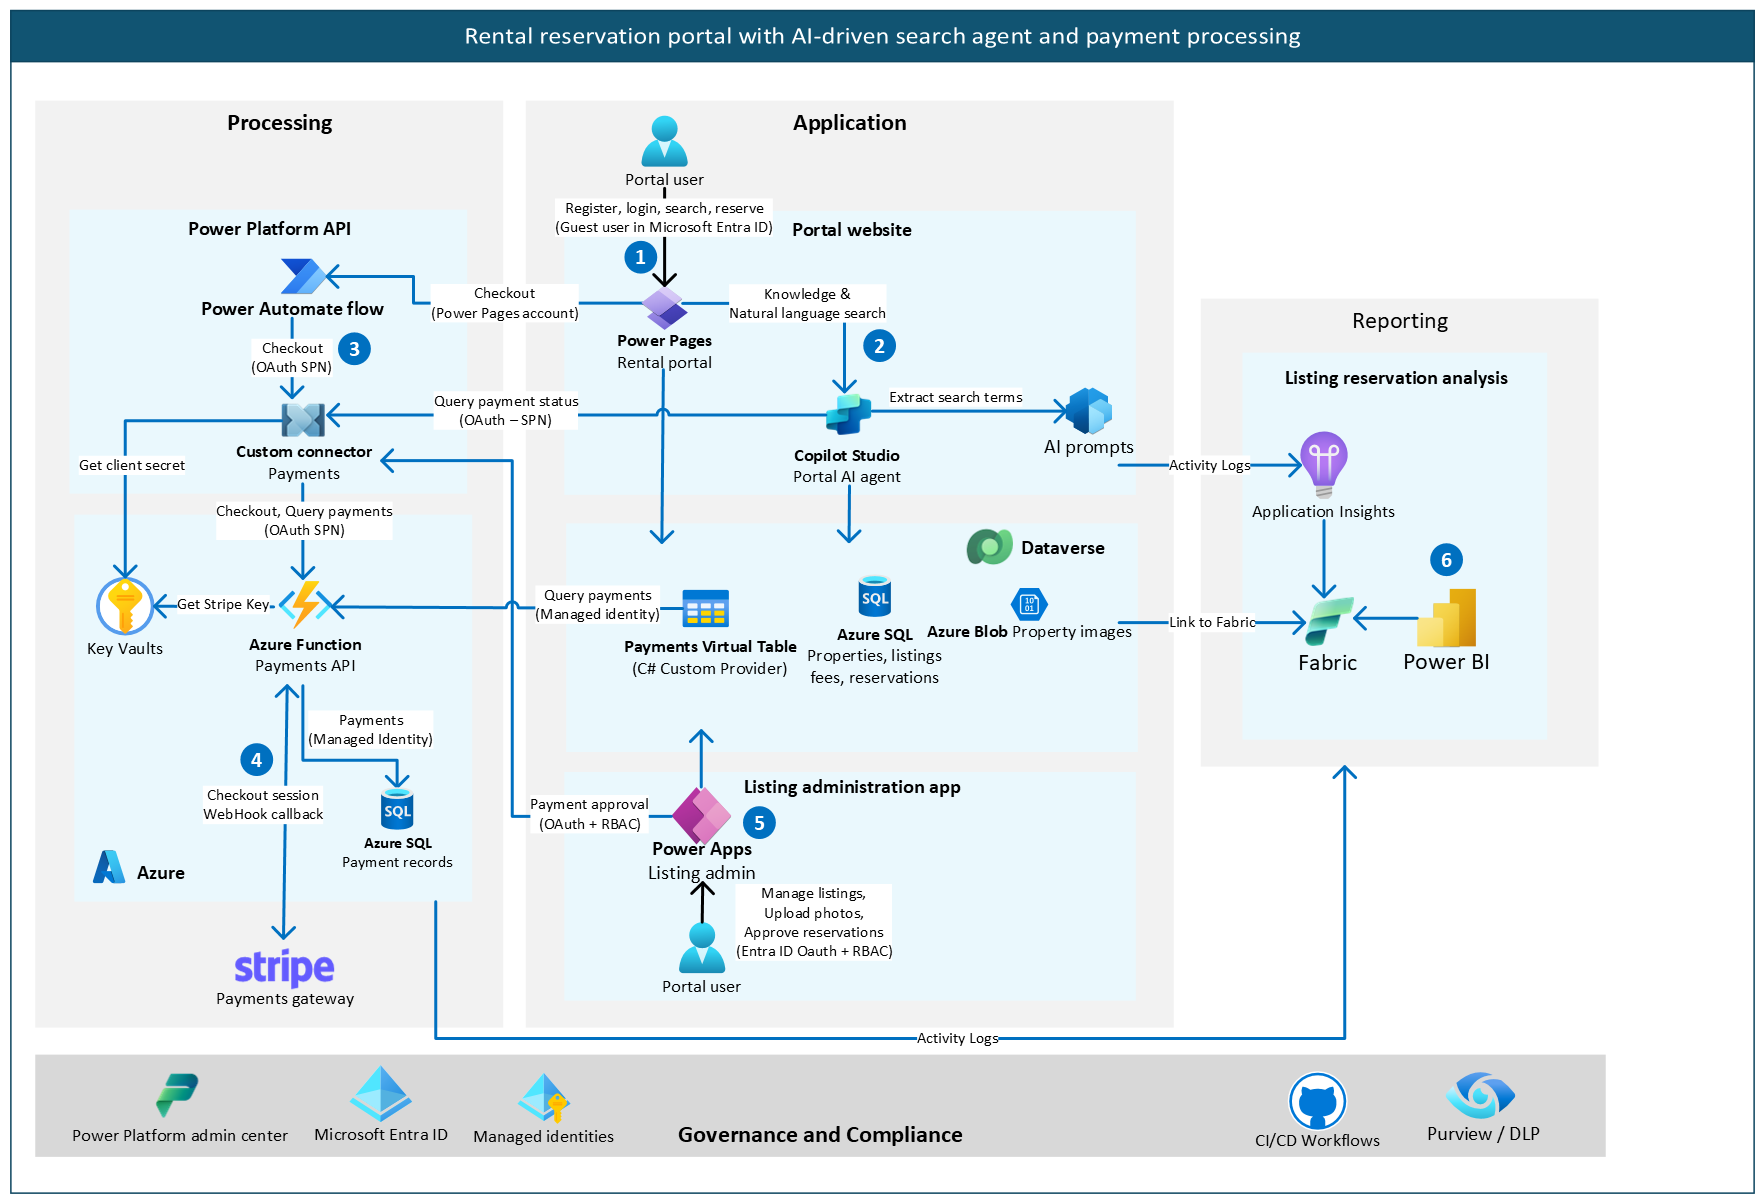 Rental reservation portal with AI-driven search agent and payment processing
Processing
Power Platform API
Power Automate flow
Checkout
(OAuth SPN)
3
Custom connector
Payments
Get client secret
Checkout, Query payments
(OAuth SPN)
Key Vaults
Get Stripe Key
Azure Function
Payments API
Payments
(Managed Identity)
4
Checkout session
WebHook callback
SQL
Azure SQL
Payment records
Azure
stripe
Payments gateway
Application
Portal user
Register, login, search, reserve
(Guest user in Microsoft Entra ID)
1
Portal website
Checkout
(Power Pages account)
Power Pages
Rental portal
Knowledge &
Natural language search
2
Query payment status
(OAuth – SPN)
Copilot Studio
Portal AI agent
Extract search terms
AI prompts
Dataverse
Query payments
(Managed identity)
Payments Virtual Table
(C# Custom Provider)
SQL
Azure SQL
Properties, listings
fees, reservations
10
01
Azure Blob Property images
Listing administration app
Payment approval
(OAuth + RBAC)
5
Power Apps
Listing admin
Manage listings,
Upload photos,
Approve reservations
(Entra ID Oauth + RBAC)
Portal user
Reporting
Listing reservation analysis
Activity Logs
Application Insights
6
Link to Fabric
Fabric
Power BI
Activity Logs
Power Platform admin center
Microsoft Entra ID
Managed identities
Governance and Compliance
CI/CD Workflows
Purview / DLP